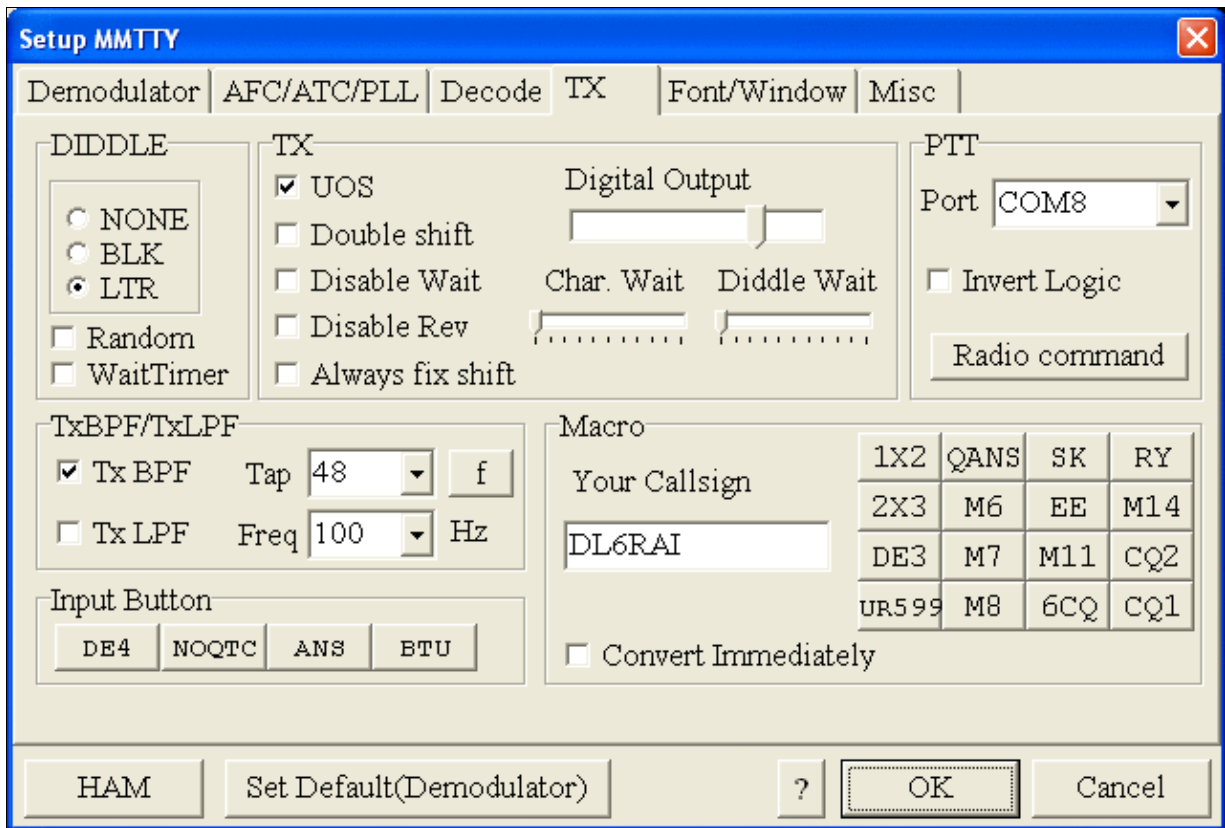 Setup MMTTY
Demodulator AFC/ATC/PLL Decode TX Font/Window Misc
DIDDLE
NONE
BLK
LTR
Random
WaitTimer
TX
UOS
Double shift
Disable Wait
Disable Rev
Always fix shift
Digital Output
Char. Wait Diddle Wait
PTT
Port COM8
Invert Logic
Radio command
TxBPF/TxLPF
Tx BPF Tap 48 f
Tx LPF Freq 100 Hz
Input Button
DE4 NOQTC ANS BTU
Macro
Your Callsign
DL6RAI
Convert Immediately
1X2 QANS SK RY
2X3 M6 EE M14
DE3 M7 M11 CQ2
UR599 M8 6CQ CQ1
HAM Set Default(Demodulator) ? OK Cancel